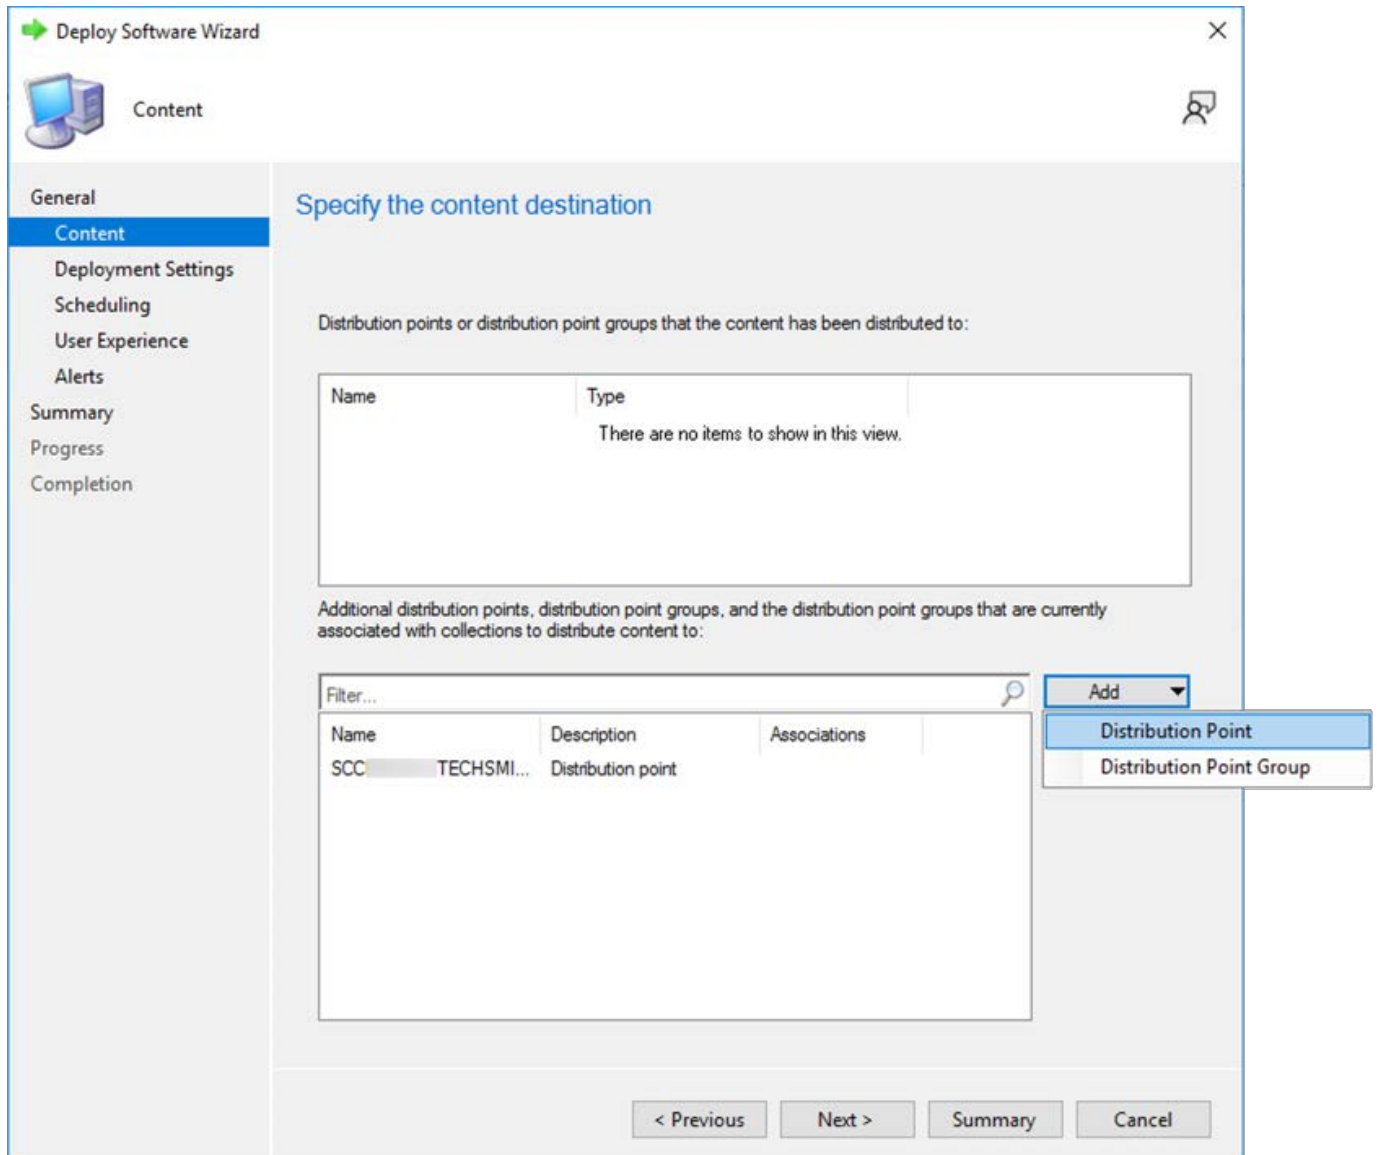 Deploy Software Wizard
Content
General
Content
Deployment Settings
Scheduling
User Experience
Alerts
Summary
Progress
Completion
Specify the content destination
Distribution points or distribution point groups that the content has been distributed to:
Name Type
There are no items to show in this view.
Additional distribution points, distribution point groups, and the distribution point groups that are currently
associated with collections to distribute content to:
Filter...
Add
Distribution Point
Distribution Point Group
Name Description Associations
SCC TECHSMI... Distribution point
< Previous Next > Summary Cancel